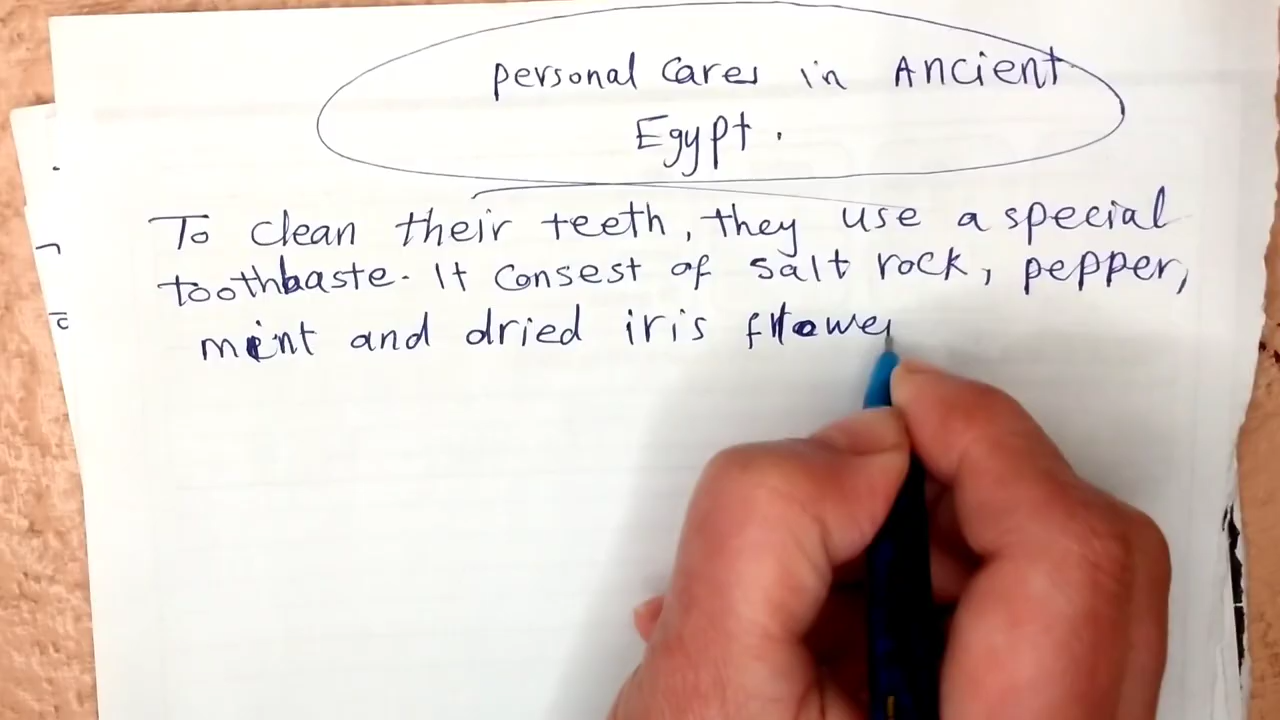 personal Cares in Ancient
Egypt.
To clean their teeth, they use a special
toothbaste. It consest of salt rock, pepper,
mint and dried iris flower